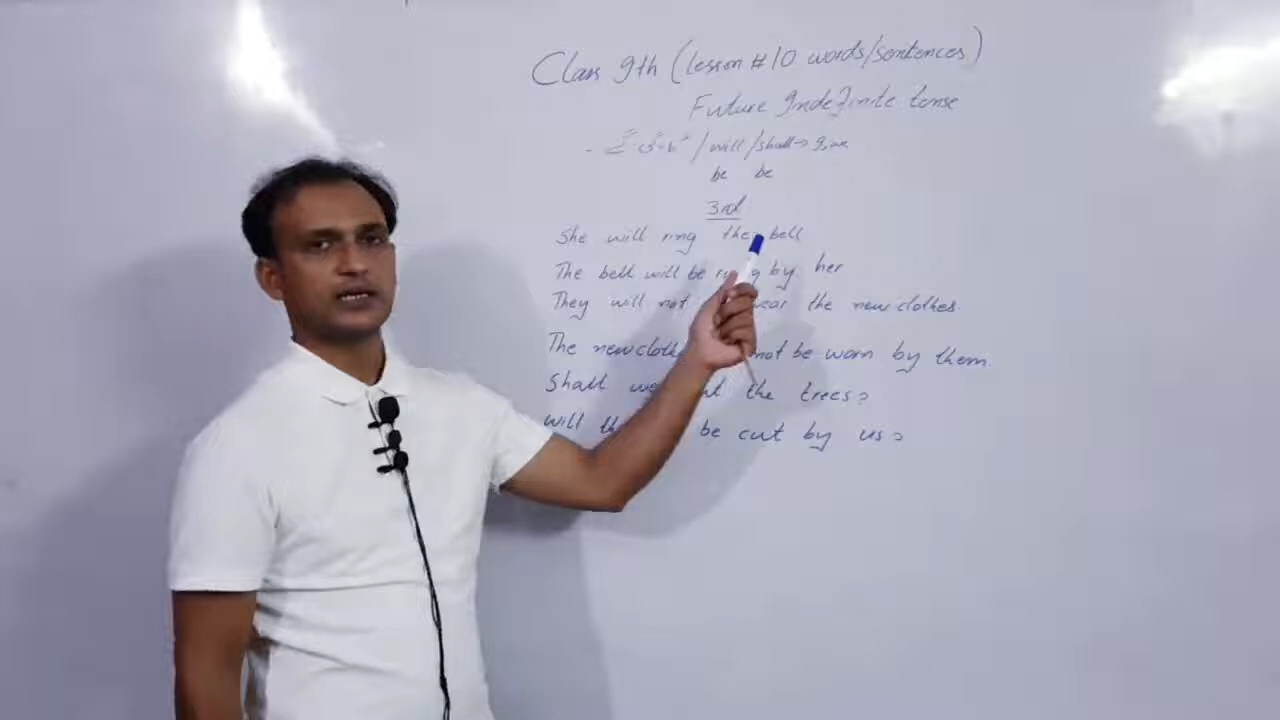 Class 9th (lesson #10 words/sentences)
Future Indefinite tense
/ will /shall →
be be
3rd
She will ring the bell
The bell will be by her
They will not the new clothes.
The new not be worn by them.
Shall the trees?
will be cut by us?